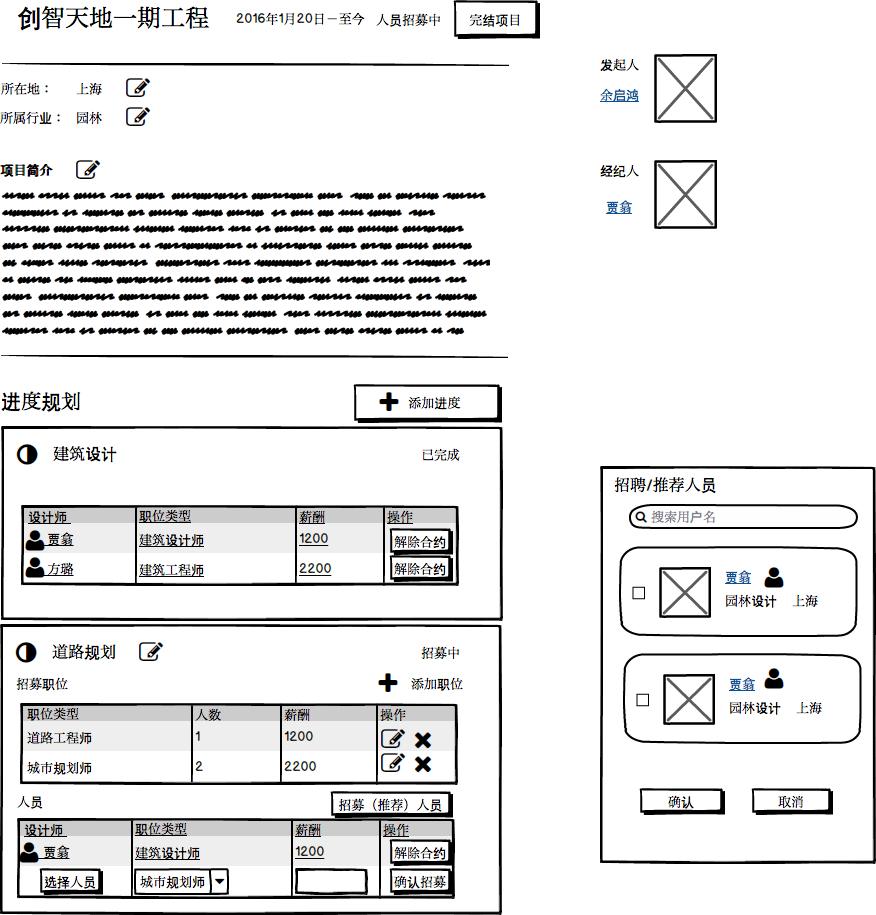 创智天地一期工程 2016年1月20日－至今 人员招募中 完结项目
所在地： 上海
所属行业： 园林
项目简介
发起人
余启鸿
经纪人
贾翕
进度规划 添加进度
建筑设计 已完成
设计师 职位类型 薪酬 操作
贾翕 建筑设计师 1200 解除合约
方璐 建筑工程师 2200 解除合约
道路规划 招募中
招募职位 添加职位
职位类型 人数 薪酬 操作
道路工程师 1 1200
城市规划师 2 2200
人员 招募（推荐）人员
设计师 职位类型 薪酬 操作
贾翕 建筑设计师 1200 解除合约
选择人员 城市规划师 确认招募
招聘/推荐人员
搜索用户名
贾翕
园林设计 上海
贾翕
园林设计 上海
确认 取消